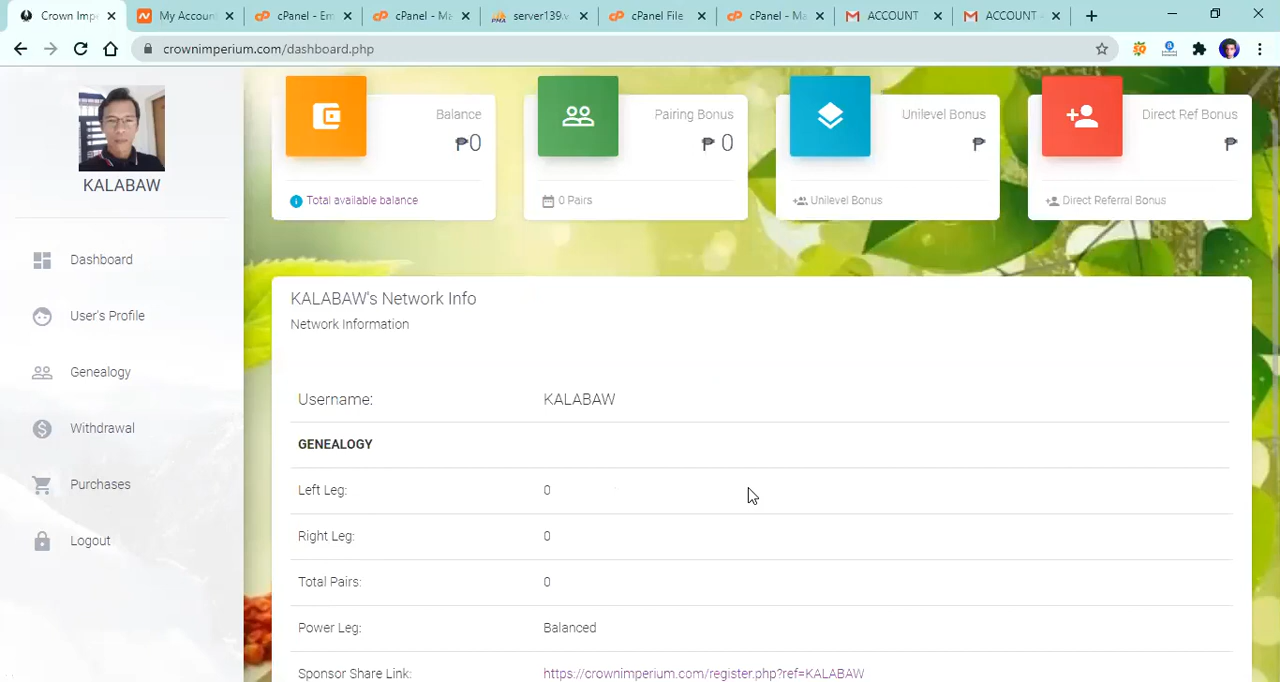 Crown Impe
My Account
cPanel - Em
cPanel - Ma
server139.v
cPanel File
cPanel - Ma
ACCOUNT
ACCOUNT -
crownimperium.com/dashboard.php
KALABAW
Dashboard
User's Profile
Genealogy
Withdrawal
Purchases
Logout
Balance
₱0
Total available balance
Pairing Bonus
₱ 0
0 Pairs
Unilevel Bonus
₱
Unilevel Bonus
Direct Ref Bonus
₱
Direct Referral Bonus
KALABAW's Network Info
Network Information
Username: KALABAW
GENEALOGY
Left Leg: 0
Right Leg: 0
Total Pairs: 0
Power Leg: Balanced
Sponsor Share Link: https://crownimperium.com/register.php?ref=KALABAW